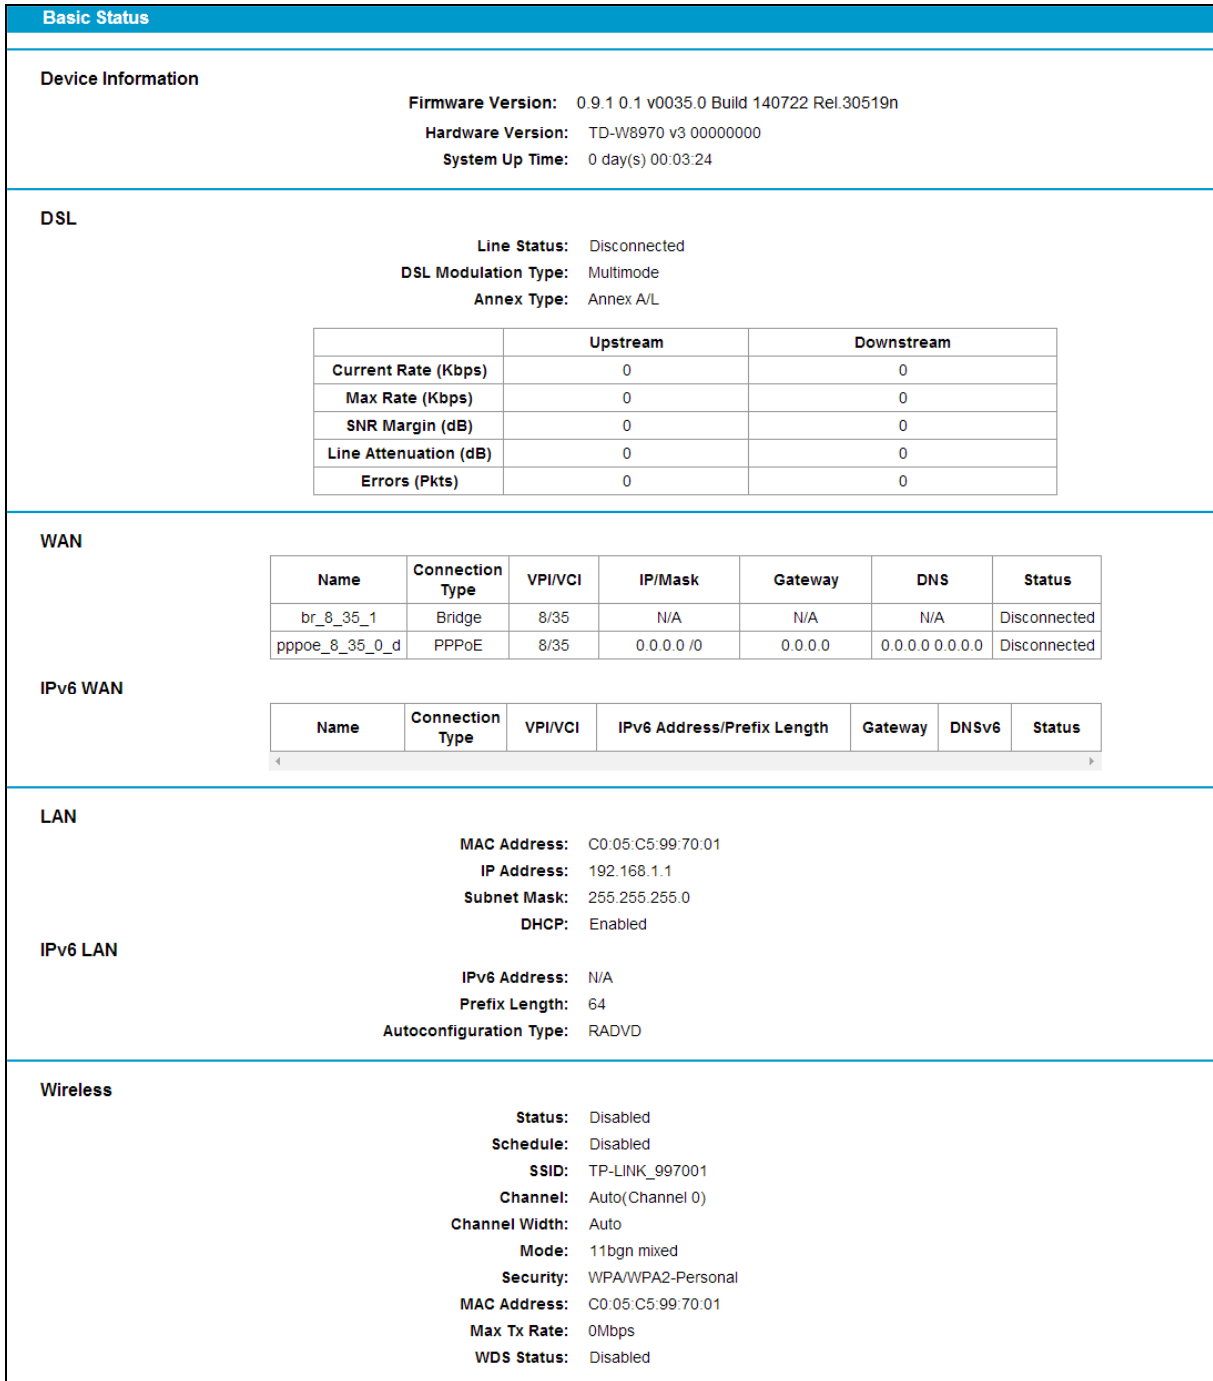 Basic Status
Device Information
Firmware Version: 0.9.1 0.1 v0035.0 Build 140722 Rel.30519n
Hardware Version: TD-W8970 v3 00000000
System Up Time: 0 day(s) 00:03:24
DSL
Line Status: Disconnected
DSL Modulation Type: Multimode
Annex Type: Annex A/L
Upstream Downstream
Current Rate (Kbps) 0 0
Max Rate (Kbps) 0 0
SNR Margin (dB) 0 0
Line Attenuation (dB) 0 0
Errors (Pkts) 0 0
WAN
Name Connection Type VPI/VCI IP/Mask Gateway DNS Status
br_8_35_1 Bridge 8/35 N/A N/A N/A Disconnected
pppoe_8_35_0_d PPPoE 8/35 0.0.0.0 /0 0.0.0.0 0.0.0.0 0.0.0.0 Disconnected
IPv6 WAN
Name Connection Type VPI/VCI IPv6 Address/Prefix Length Gateway DNSv6 Status
LAN
MAC Address: C0:05:C5:99:70:01
IP Address: 192.168.1.1
Subnet Mask: 255.255.255.0
DHCP: Enabled
IPv6 LAN
IPv6 Address: N/A
Prefix Length: 64
Autoconfiguration Type: RADVD
Wireless
Status: Disabled
Schedule: Disabled
SSID: TP-LINK_997001
Channel: Auto(Channel 0)
Channel Width: Auto
Mode: 11bgn mixed
Security: WPA/WPA2-Personal
MAC Address: C0:05:C5:99:70:01
Max Tx Rate: 0Mbps
WDS Status: Disabled